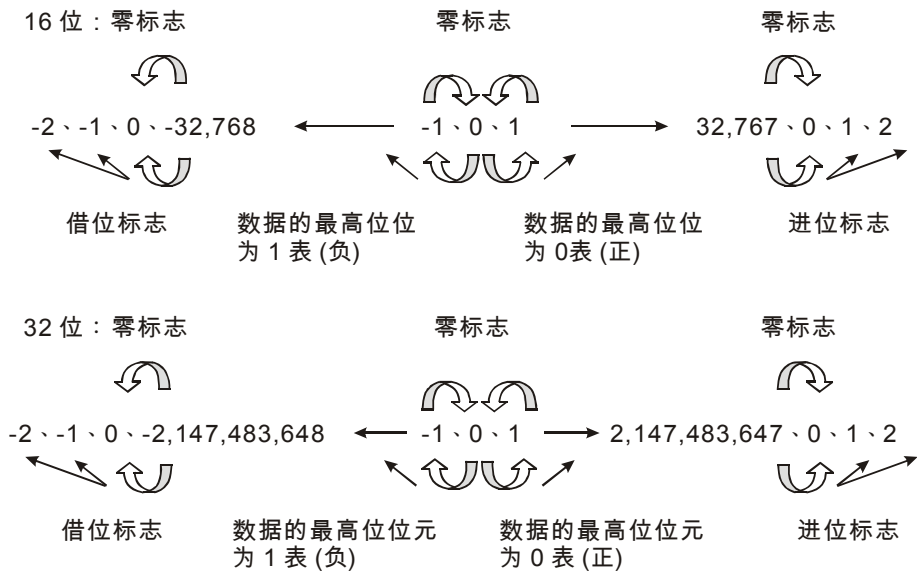 16 位：零标志 零标志 零标志
-2、-1、0、-32,768 -1、0、1 32,767、0、1、2
借位标志 数据的最高位位 数据的最高位位 进位标志
为 1 表 (负) 为 0表 (正)
32 位：零标志 零标志 零标志
-2、-1、0、-2,147,483,648 -1、0、1 2,147,483,647、0、1、2
借位标志 数据的最高位位元 数据的最高位位元 进位标志
为 1 表 (负) 为 0 表 (正)